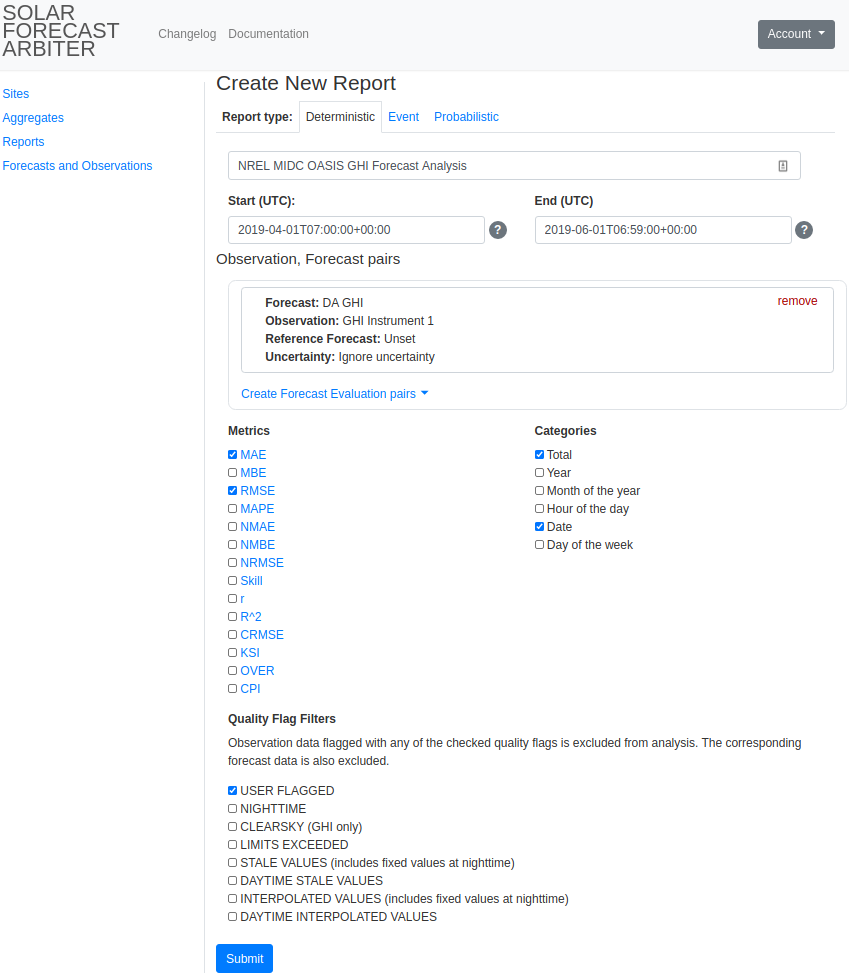 SOLAR
FORECAST
ARBITER
Changelog Documentation
Account
Sites
Aggregates
Reports
Forecasts and Observations
Create New Report
Report type: Deterministic Event Probabilistic
NREL MIDC OASIS GHI Forecast Analysis
Start (UTC): End (UTC)
2019-04-01T07:00:00+00:00 ? 2019-06-01T06:59:00+00:00 ?
Observation, Forecast pairs
Forecast: DA GHI remove
Observation: GHI Instrument 1
Reference Forecast: Unset
Uncertainty: Ignore uncertainty
Create Forecast Evaluation pairs
Metrics
MAE
MBE
RMSE
MAPE
NMAE
NMBE
NRMSE
Skill
r
R^2
CRMSE
KSI
OVER
CPI
Categories
Total
Year
Month of the year
Hour of the day
Date
Day of the week
Quality Flag Filters
Observation data flagged with any of the checked quality flags is excluded from analysis. The corresponding
forecast data is also excluded.
USER FLAGGED
NIGHTTIME
CLEARSKY (GHI only)
LIMITS EXCEEDED
STALE VALUES (includes fixed values at nighttime)
DAYTIME STALE VALUES
INTERPOLATED VALUES (includes fixed values at nighttime)
DAYTIME INTERPOLATED VALUES
Submit